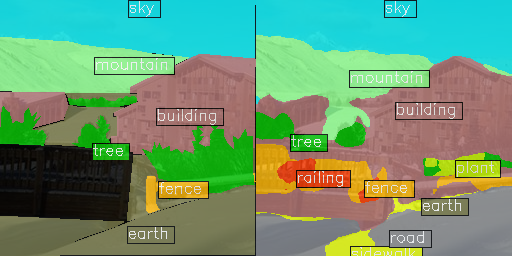 sky
mountain
building
tree
fence
earth
sky
mountain
building
tree
plant
railing
fence
earth
road
sidewalk